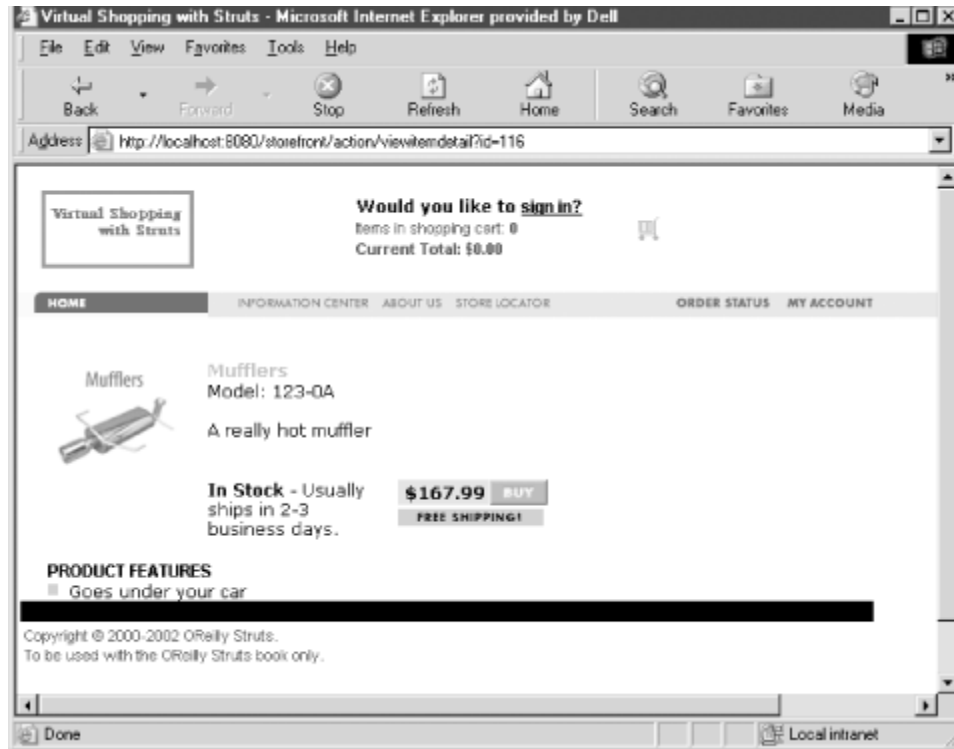 Virtual Shopping with Struts - Microsoft Internet Explorer provided by Dell
File Edit View Favorites Tools Help
Back Forward Stop Refresh Home Search Favorites Media
Address http://localhost:8080/storefront/action/viewitemdetail?id=116
Virtual Shopping
with Struts
Would you like to sign in?
Items in shopping cart: 0
Current Total: $0.00
HOME INFORMATION CENTER ABOUT US STORE LOCATOR ORDER STATUS MY ACCOUNT
Mufflers
Mufflers
Model: 123-0A
A really hot muffler
In Stock - Usually
ships in 2-3
business days.
$167.99 BUY
FREE SHIPPING!
PRODUCT FEATURES
Goes under your car
Copyright © 2000-2002 OReilly Struts.
To be used with the OReilly Struts book only.
Done Local intranet